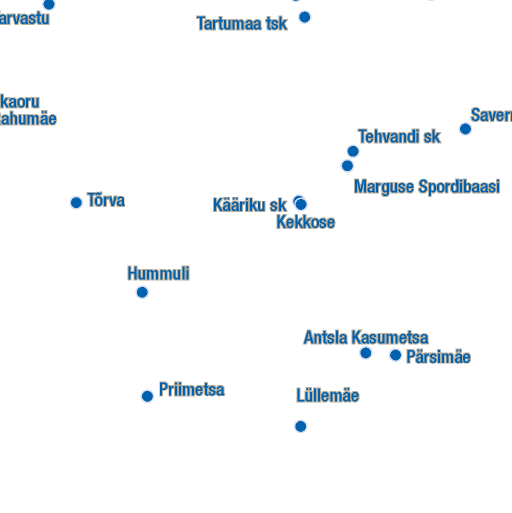 arvastu
Tartumaa tsk
kaoru
ahumäe
Saver
Tehvandi sk
Marguse Spordibaasi
Tõrva
Kääriku sk
Kekkose
Hummuli
Antsla Kasumetsa
Pärsimäe
Priimetsa
Lüllemäe